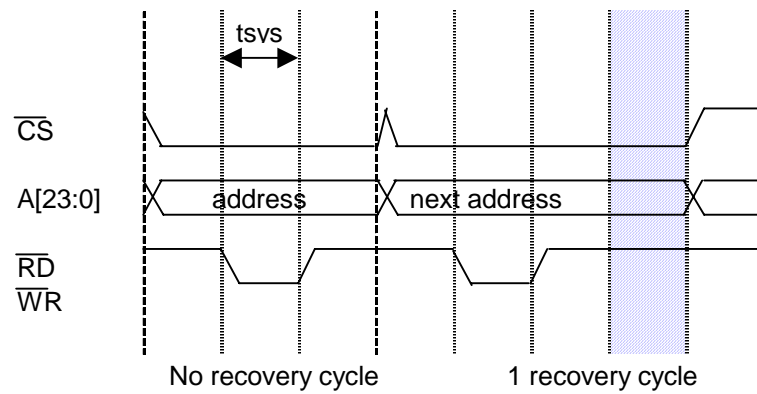 tsvs
CS
A[23:0]
address
next address
RD
WR
No recovery cycle
1 recovery cycle